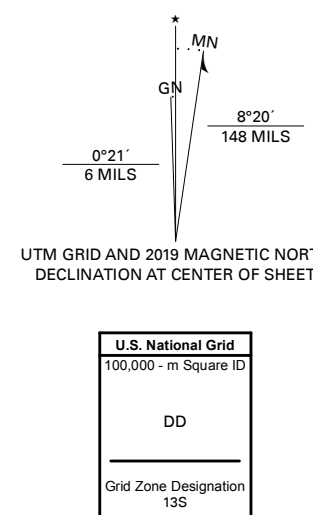 ★
MN
GN
8°20´
148 MILS
0°21´
6 MILS
UTM GRID AND 2019 MAGNETIC NORT
DECLINATION AT CENTER OF SHEET
U.S. National Grid
100,000 - m Square ID
DD
Grid Zone Designation
13S